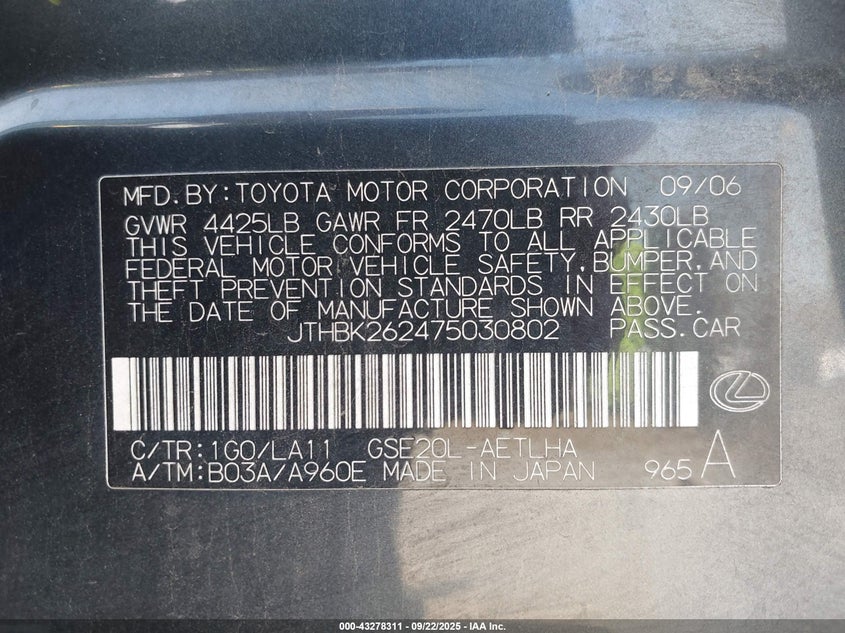 MFD.BY:TOYOTA MOTOR CORPORATION 09/06
GVWR 4425LB GAWR FR 2470LB RR 2430LB
THIS VEHICLE CONFORMS TO ALL APPLICABLE
FEDERAL MOTOR VEHICLE SAFETY,BUMPER,AND
THEFT PREVENTION STANDARDS IN EFFECT ON
THE DATE OF MANUFACTURE SHOWN ABOVE.
JTHBK262475030802 PASS.CAR
C/TR:1G0/LA11 GSE20L-AETLHA
A/TM:B03A/A960E MADE IN JAPAN 965 A
000-43278311 - 09/22/2025 - IAA Inc.